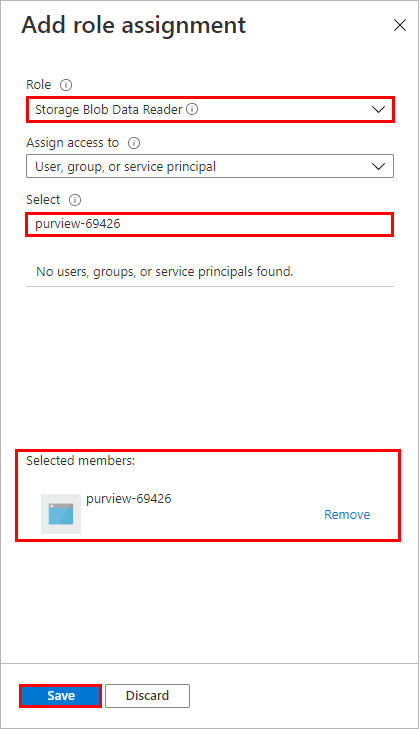 Add role assignment
Role
Storage Blob Data Reader
Assign access to
User, group, or service principal
Select
purview-69426
No users, groups, or service principals found.
Selected members:
purview-69426
Remove
Save Discard